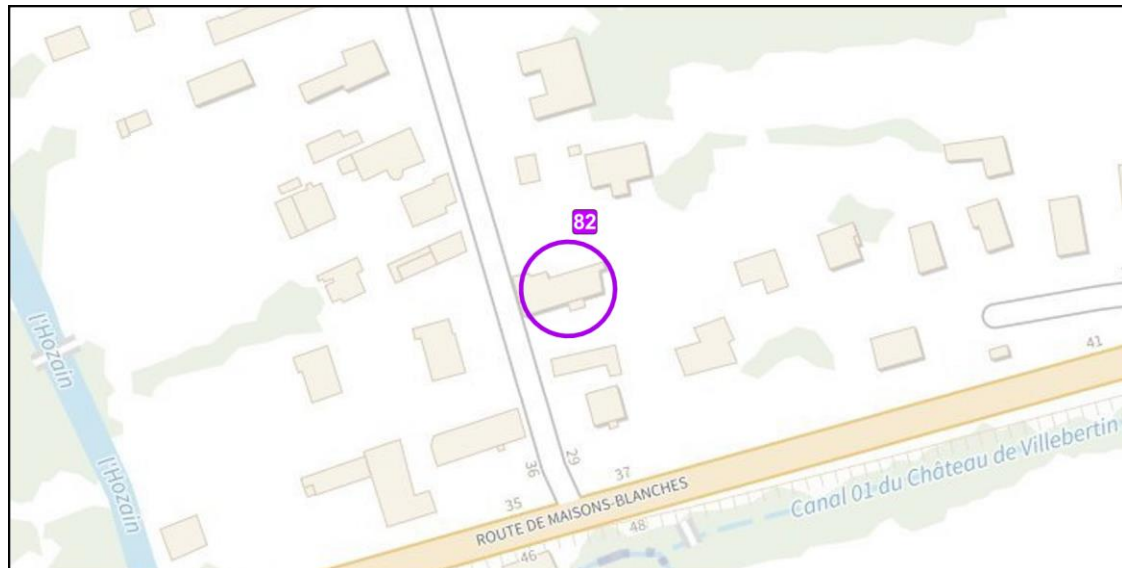 82
l'Hozain
l'Hozain
41
Canal 01 du Château de Villebertin
29
36
37
35
ROUTE DE MAISONS-BLANCHES
48
46